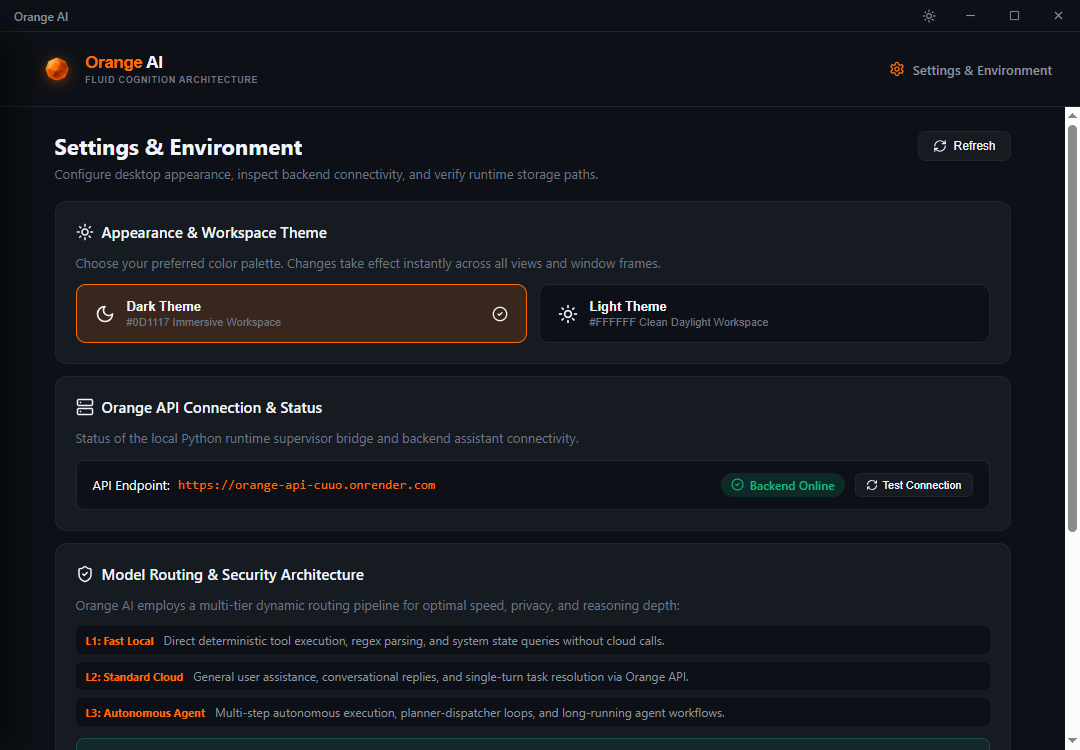 Orange AI
Orange AI
FLUID COGNITION ARCHITECTURE
Settings & Environment
Settings & Environment
Refresh
Configure desktop appearance, inspect backend connectivity, and verify runtime storage paths.
Appearance & Workspace Theme
Choose your preferred color palette. Changes take effect instantly across all views and window frames.
Dark Theme
#0D1117 Immersive Workspace
Light Theme
#FFFFFF Clean Daylight Workspace
Orange API Connection & Status
Status of the local Python runtime supervisor bridge and backend assistant connectivity.
API Endpoint: https://orange-api-cuuo.onrender.com
Backend Online
Test Connection
Model Routing & Security Architecture
Orange AI employs a multi-tier dynamic routing pipeline for optimal speed, privacy, and reasoning depth:
L1: Fast Local Direct deterministic tool execution, regex parsing, and system state queries without cloud calls.
L2: Standard Cloud General user assistance, conversational replies, and single-turn task resolution via Orange API.
L3: Autonomous Agent Multi-step autonomous execution, planner-dispatcher loops, and long-running agent workflows.